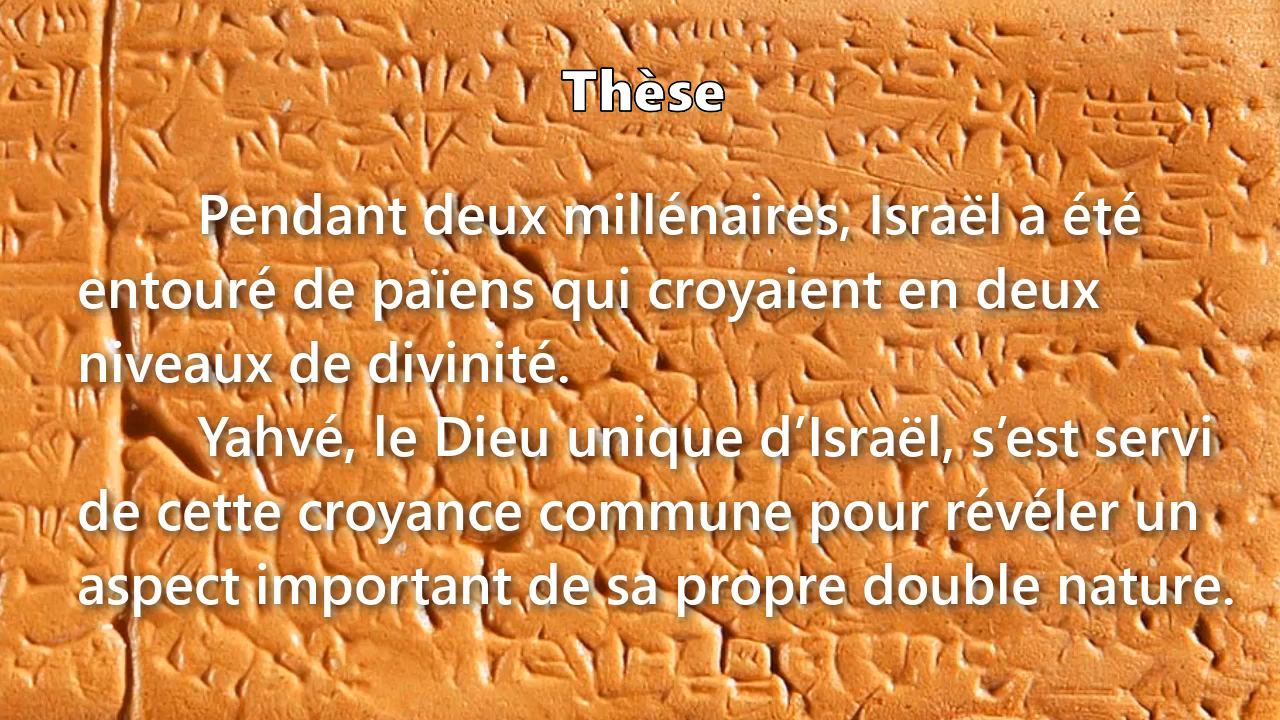 Thèse
Pendant deux millénaires, Israël a été
entouré de païens qui croyaient en deux
niveaux de divinité.
Yahvé, le Dieu unique d’Israël, s’est servi
de cette croyance commune pour révéler un
aspect important de sa propre double nature.